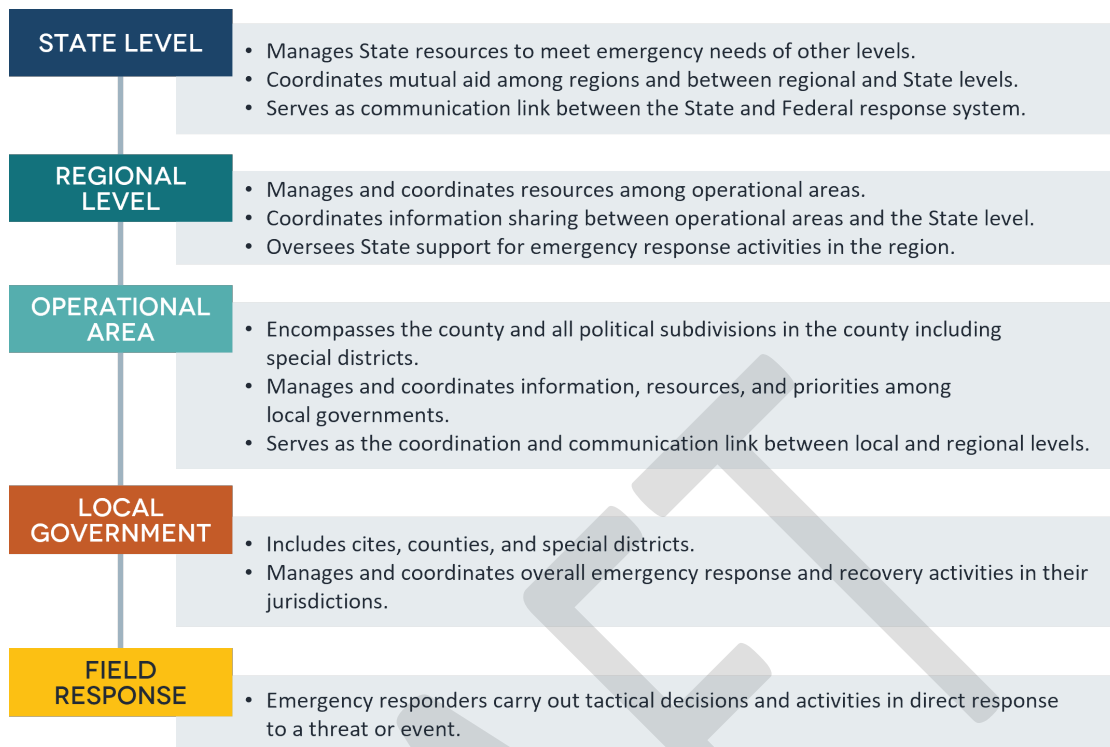 STATE LEVEL
• Manages State resources to meet emergency needs of other levels.
• Coordinates mutual aid among regions and between regional and State levels.
• Serves as communication link between the State and Federal response system.
REGIONAL
LEVEL
• Manages and coordinates resources among operational areas.
• Coordinates information sharing between operational areas and the State level.
• Oversees State support for emergency response activities in the region.
OPERATIONAL
AREA
• Encompasses the county and all political subdivisions in the county including
special districts.
• Manages and coordinates information, resources, and priorities among
local governments.
• Serves as the coordination and communication link between local and regional levels.
LOCAL
GOVERNMENT
• Includes cites, counties, and special districts.
• Manages and coordinates overall emergency response and recovery activities in their
jurisdictions.
FIELD
RESPONSE
• Emergency responders carry out tactical decisions and activities in direct response
to a threat or event.